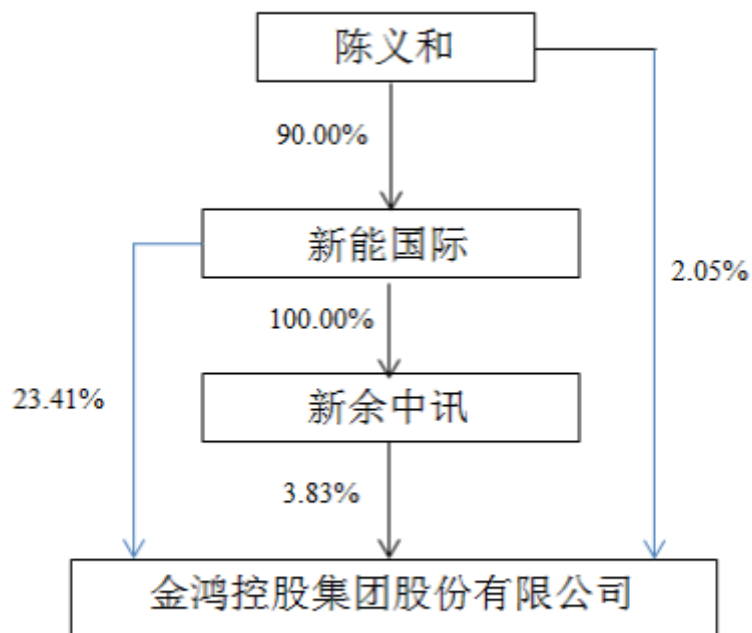 陈义和
90.00%
新能国际
2.05%
100.00%
23.41%
新余中讯
3.83%
金鸿控股集团股份有限公司